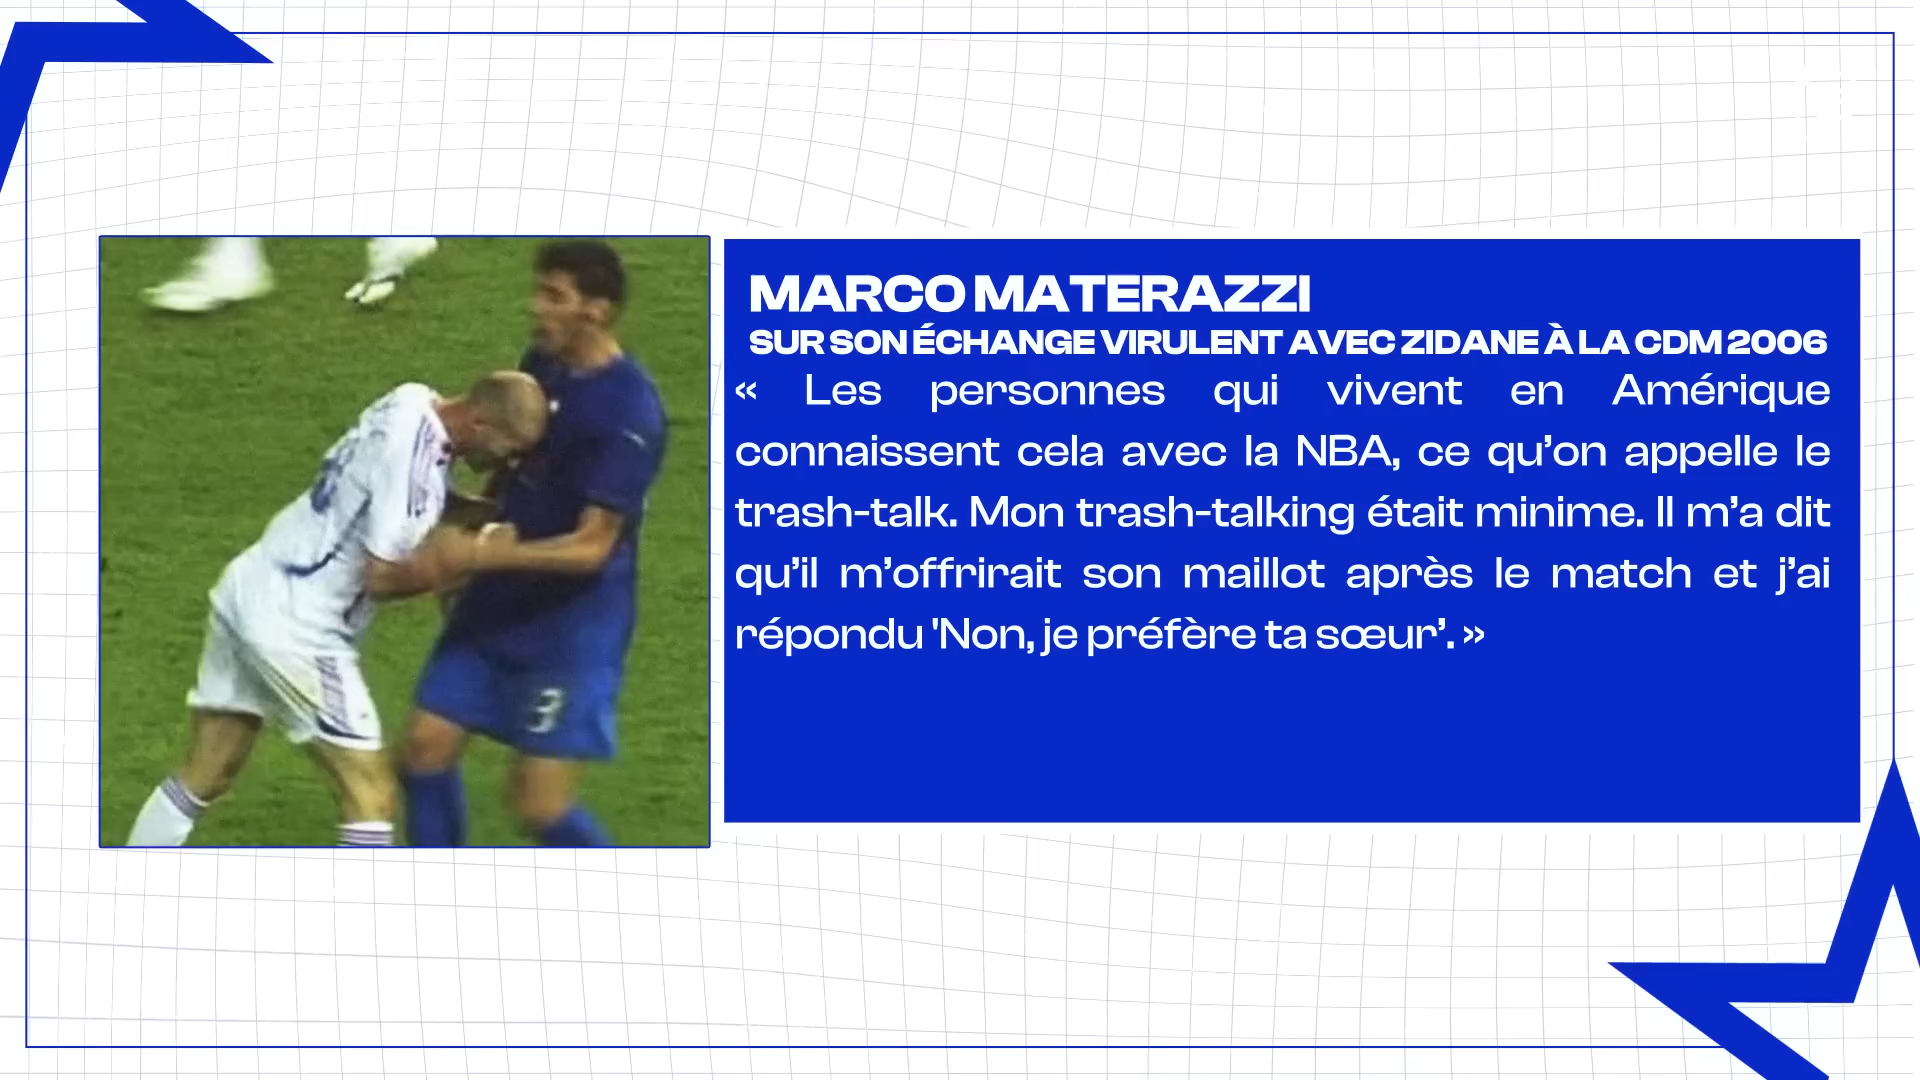 MARCO MATERAZZI
SUR SON ÉCHANGE VIRULENT AVEC ZIDANE À LA CDM 2006
« Les personnes qui vivent en Amérique
connaissent cela avec la NBA, ce qu’on appelle le
trash-talk. Mon trash-talking était minime. Il m’a dit
qu’il m’offrirait son maillot après le match et j’ai
répondu 'Non, je préfère ta sœur’. »
3